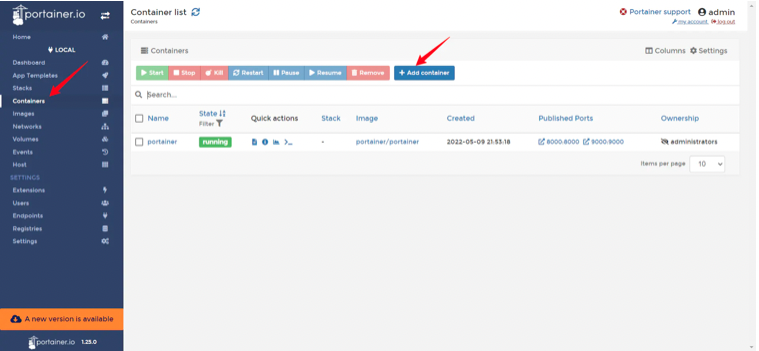 portainer.io
Home
LOCAL
Dashboard
App Templates
Stacks
Containers
Images
Networks
Volumes
Events
Host
SETTINGS
Extensions
Users
Endpoints
Registries
Settings
A new version is available
portainer.io 1.25.0
Container list
Containers
Portainer support admin
my account log out
Containers
Columns Settings
Start Stop Kill Restart Pause Resume Remove + Add container
Search...
Name State Quick actions Stack Image Created Published Ports Ownership
Filter
portainer running >_ - portainer/portainer 2022-05-09 21:53:18 8000:8000 9000:9000 administrators
Items per page 10